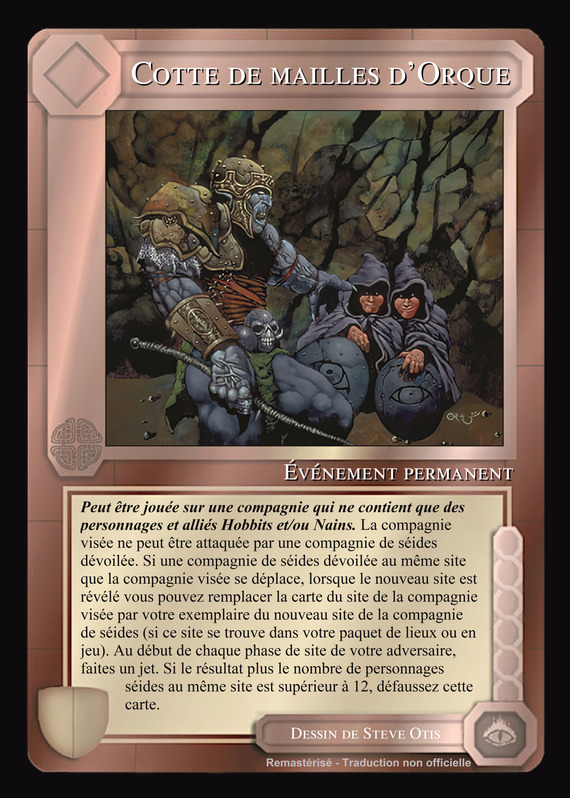 Cotte de mailles d'Orque
Événement permanent
Peut être jouée sur une compagnie qui ne contient que des
personnages et alliés Hobbits et/ou Nains. La compagnie
visée ne peut être attaquée par une compagnie de séides
dévoilée. Si une compagnie de séides dévoilée au même site
que la compagnie visée se déplace, lorsque le nouveau site est
révélé vous pouvez remplacer la carte du site de la compagnie
visée par votre exemplaire du nouveau site de la compagnie
de séides (si ce site se trouve dans votre paquet de lieux ou en
jeu). Au début de chaque phase de site de votre adversaire,
faites un jet. Si le résultat plus le nombre de personnages
séides au même site est supérieur à 12, défaussez cette
carte.
Dessin de Steve Otis
Remastérisé - Traduction non officielle